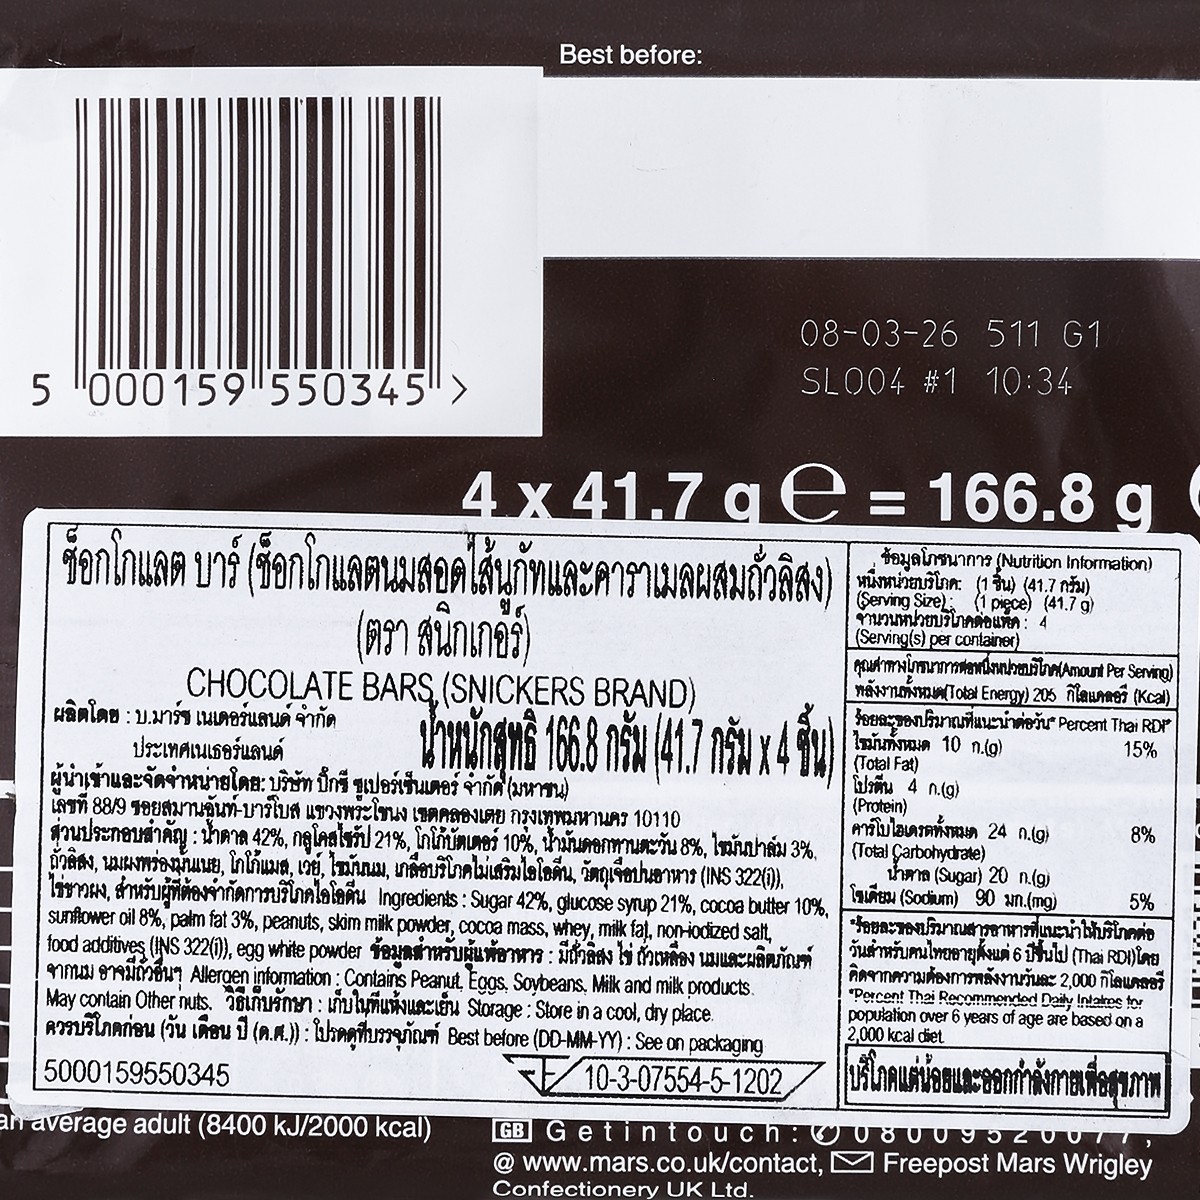 Best before:
5 000159 550345 >
08-03-26 511 G1
SL004 #1 10:34
4 x 41.7 g e = 166.8 g
ช็อกโกแลต บาร์ (ช็อกโกแลตนมสอดไส้นูกัทและคาราเมลผสมถั่วลิสง)
(ตรา สนิกเกอร์)
CHOCOLATE BARS (SNICKERS BRAND)
ผลิตโดย : บ.มาร์ช เนเดอร์แลนด์ จำกัด
ประเทศเนเธอร์แลนด์
น้ำหนักสุทธิ 166.8 กรัม (41.7 กรัม x 4 ชิ้น)
ผู้นำเข้าและจัดจำหน่ายโดย: บริษัท บิ๊กซี ซูเปอร์เซ็นเตอร์ จำกัด (มหาชน)
เลขที่ 88/9 ซอยสมานฉันท์-บาร์โบส แขวงพระโขนง เขตคลองเตย กรุงเทพมหานคร 10110
ส่วนประกอบสำคัญ : น้ำตาล 42%, กลูโคสไซรัป 21%, โกโก้บัตเตอร์ 10%, น้ำมันดอกทานตะวัน 8%, ไขมันปาล์ม 3%,
ถั่วลิสง, นมผงพร่องมันเนย, โกโก้แมส, เวย์, ไขมันนม, เกลือบริโภคไม่เสริมไอโอดีน, วัตถุเจือปนอาหาร (INS 322(i)),
ไข่ขาวผง, สำหรับผู้ที่ต้องจำกัดการบริโภคไอโอดีน Ingredients : Sugar 42%, glucose syrup 21%, cocoa butter 10%,
sunflower oil 8%, palm fat 3%, peanuts, skim milk powder, cocoa mass, whey, milk fat, non-iodized salt,
food additives (INS 322(i)), egg white powder ข้อมูลสำหรับผู้แพ้อาหาร : มีถั่วลิสง ไข่ ถั่วเหลือง นมและผลิตภัณฑ์
จากนม อาจมีถั่วอื่นๆ Allergen information : Contains Peanut, Eggs, Soybeans, Milk and milk products.
May contain Other nuts. วิธีเก็บรักษา : เก็บในที่แห้งและเย็น Storage : Store in a cool, dry place.
ควรบริโภคก่อน (วัน เดือน ปี (ค.ศ.)) : โปรดดูที่บรรจุภัณฑ์ Best before (DD-MM-YY) : See on packaging
5000159550345
10-3-07554-5-1202
ข้อมูลโภชนาการ (Nutrition Information)
หนึ่งหน่วยบริโภค: (1 ชิ้น) (41.7 กรัม)
(Serving Size) : (1 piece) (41.7 g)
จำนวนหน่วยบริโภคต่อแพ็ค : 4
(Serving(s) per container)
คุณค่าทางโภชนาการต่อหนึ่งหน่วยบริโภค(Amount Per Serving)
พลังงานทั้งหมด(Total Energy) 205 กิโลแคลอรี (Kcal)
ร้อยละของปริมาณที่แนะนำต่อวัน* Percent Thai RDI*
ไขมันทั้งหมด 10 ก.(g) 15%
(Total Fat)
โปรตีน 4 ก.(g)
(Protein)
คาร์โบไฮเดรตทั้งหมด 24 ก.(g) 8%
(Total Carbohydrate)
น้ำตาล (Sugar) 20 ก.(g)
โซเดียม (Sodium) 90 มก.(mg) 5%
*ร้อยละของปริมาณสารอาหารที่แนะนำให้บริโภคต่อ
วันสำหรับคนไทยอายุตั้งแต่ 6 ปีขึ้นไป (Thai RDI)โดย
คิดจากความต้องการพลังงานวันละ 2,000 กิโลแคลอรี
*Percent Thai Recommended Daily Intakes for
population over 6 years of age are based on a
2,000 kcal diet.
บริโภคแต่น้อยและออกกำลังกายเพื่อสุขภาพ
an average adult (8400 kJ/2000 kcal)
GB Get in touch: 08009520077,
@ www.mars.co.uk/contact, Freepost Mars Wrigley
Confectionery UK Ltd.